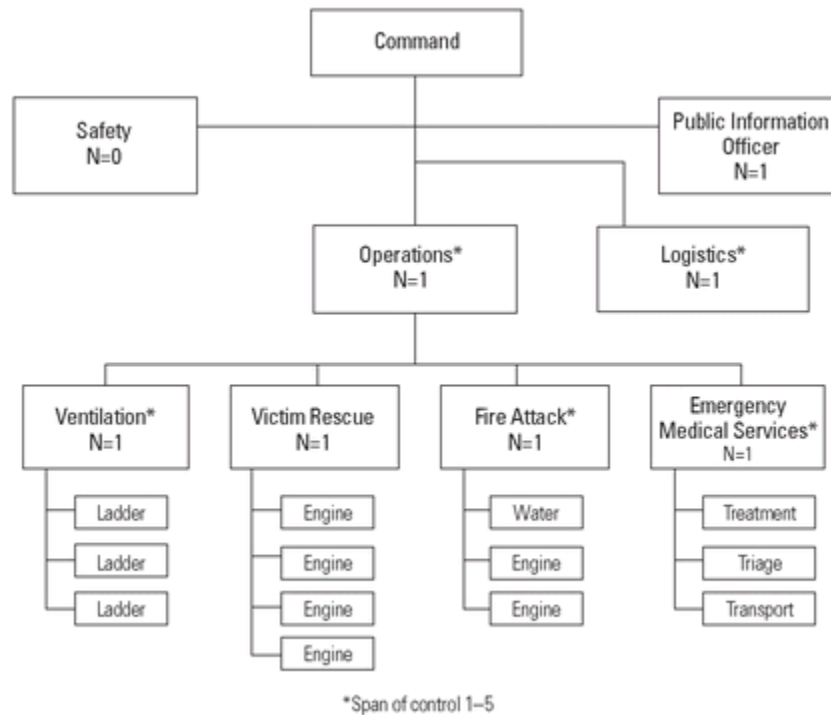 Command
Safety
N=0
Public Information
Officer
N=1
Operations*
N=1
Logistics*
N=1
Ventilation*
N=1
Victim Rescue
N=1
Fire Attack*
N=1
Emergency
Medical Services*
N=1
Ladder
Ladder
Ladder
Engine
Engine
Engine
Engine
Water
Engine
Engine
Treatment
Triage
Transport
*Span of control 1–5